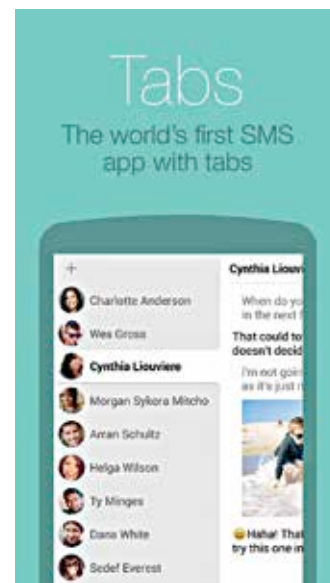 Tabs
The world's first SMS
app with tabs
+
Charlotte Anderson
Wes Gross
Cynthia Liouviere
Morgan Sykora Mitcho
Arran Schultz
Helga Wilson
Ty Minges
Dana White
Sedef Everest
Cynthia Liouvi
When do yo
in the next
That could to
doesn't decid
I'm not goin
as it's just
😀 Haha! That
try this one in